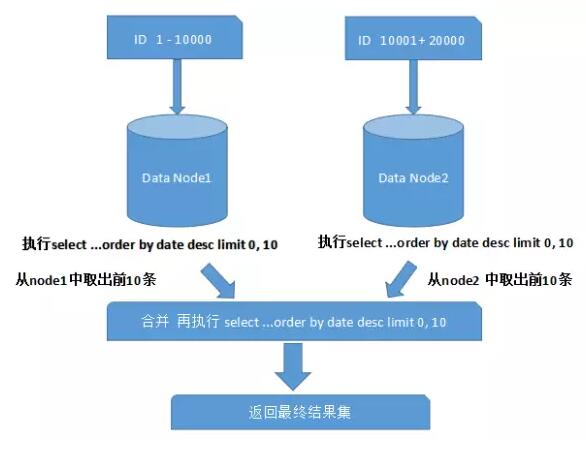 ID 1 - 10000
ID 10001+ 20000
Data Node1
Data Node2
执行select ...order by date desc limit 0, 10
执行select ...order by date desc limit 0, 10
从node1中取出前10条
从node2 中取出前10条
合并 再执行 select ...order by date desc limit 0, 10
返回最终结果集